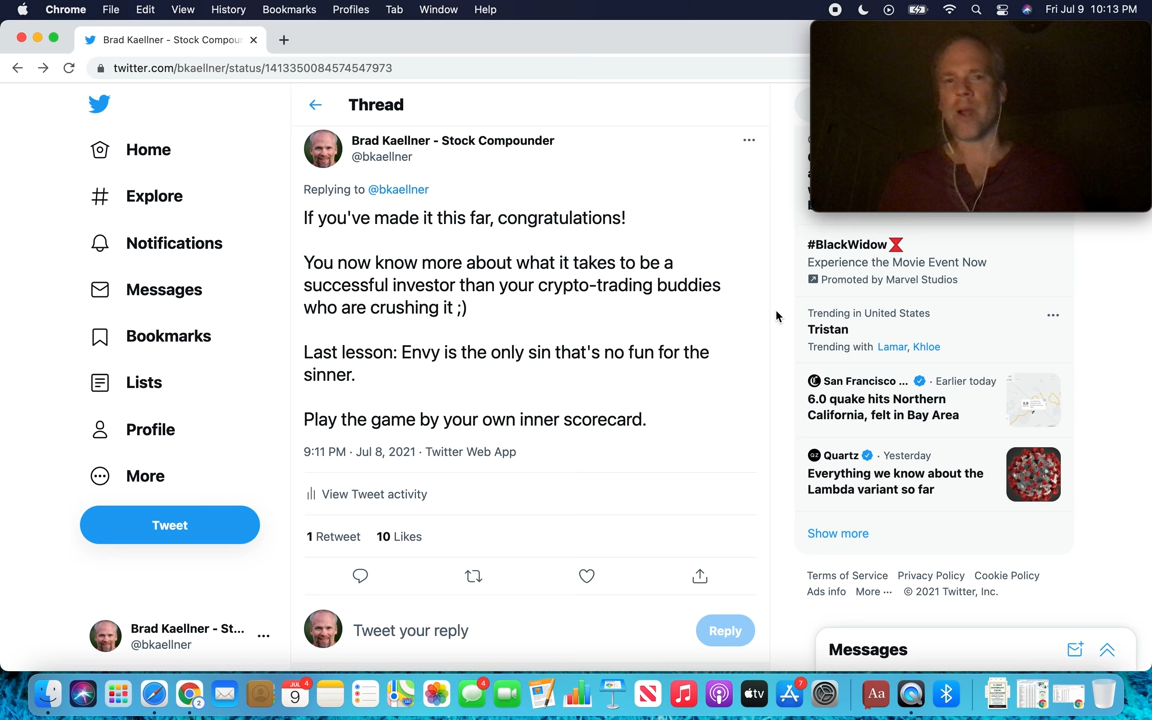 Chrome File Edit View History Bookmarks Profiles Tab Window Help Fri Jul 9 10:13 PM
Brad Kaellner - Stock Compou
twitter.com/bkaellner/status/1413350084574547973
Home
Explore
Notifications
Messages
Bookmarks
Lists
Profile
More
Tweet
Brad Kaellner - St...
@bkaellner
Thread
Brad Kaellner - Stock Compounder
@bkaellner
Replying to @bkaellner
If you've made it this far, congratulations!
You now know more about what it takes to be a
successful investor than your crypto-trading buddies
who are crushing it ;)
Last lesson: Envy is the only sin that's no fun for the
sinner.
Play the game by your own inner scorecard.
9:11 PM · Jul 8, 2021 · Twitter Web App
View Tweet activity
1 Retweet 10 Likes
Tweet your reply
Reply
#BlackWidow
Experience the Movie Event Now
Promoted by Marvel Studios
Trending in United States
Tristan
Trending with Lamar, Khloe
San Francisco ... · Earlier today
6.0 quake hits Northern
California, felt in Bay Area
Quartz · Yesterday
Everything we know about the
Lambda variant so far
Show more
Terms of Service Privacy Policy Cookie Policy
Ads info More ··· © 2021 Twitter, Inc.
Messages
4
JUL
9
4
tv
7
Aa
2